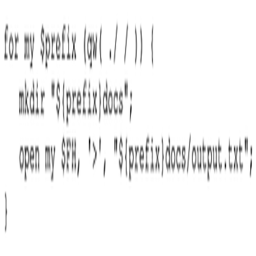 for my $prefix (qw( ./ / )) {
  mkdir "${prefix}docs";
  open my $FH, '>', "${prefix}docs/output.txt";
}